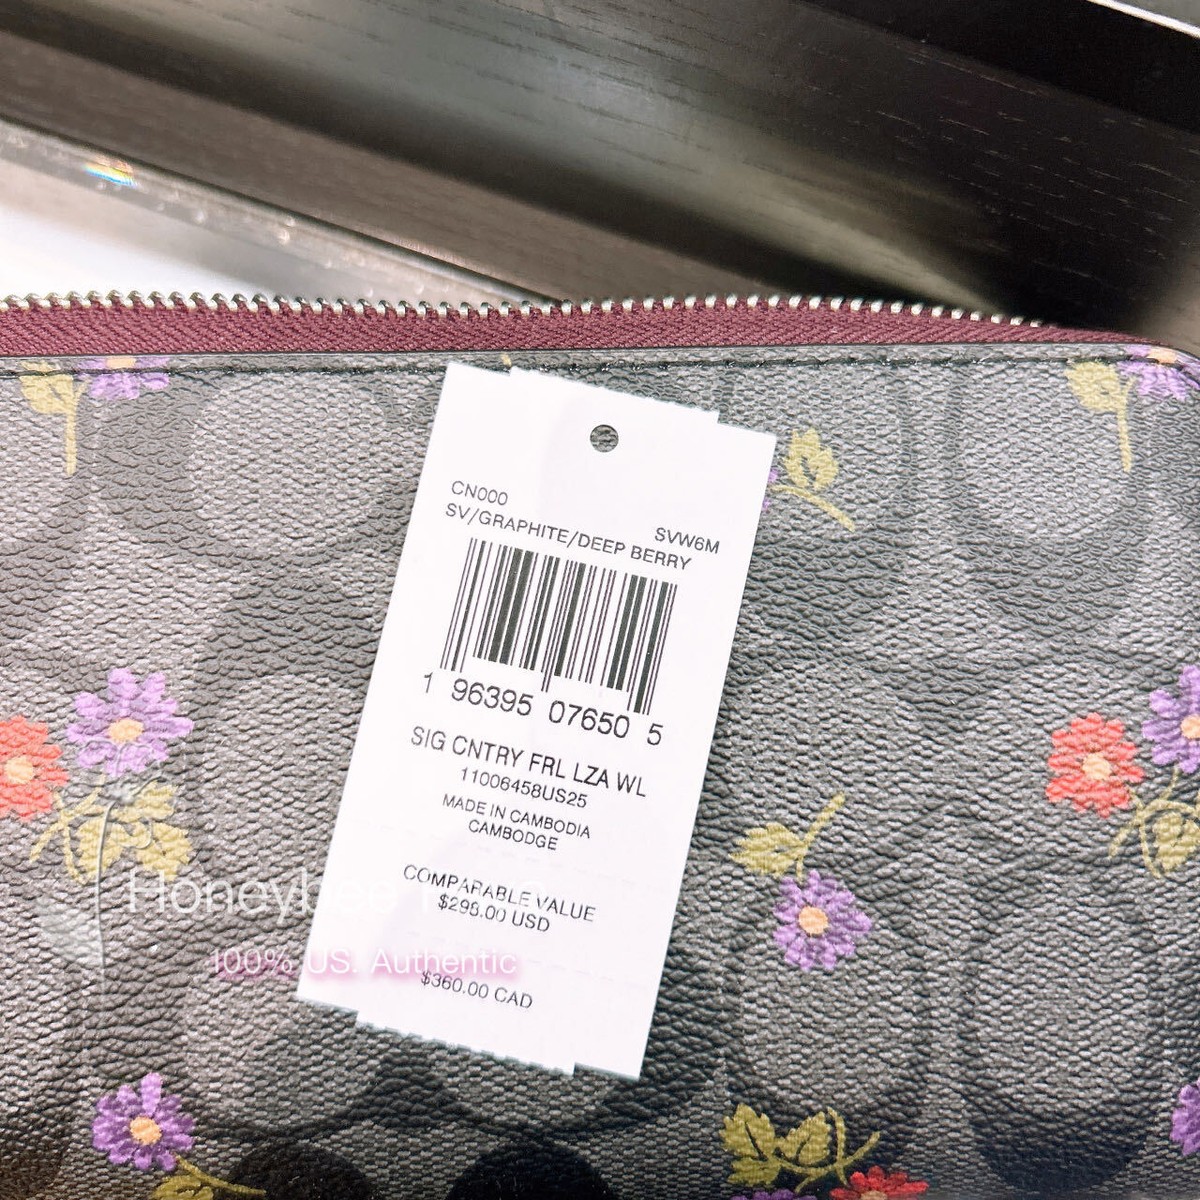 CN000
SVW6M
SV/GRAPHITE/DEEP BERRY
1 96395 07650 5
SIG CNTRY FRL LZA WL
11006458US25
MADE IN CAMBODIA
CAMBODGE
COMPARABLE VALUE
$298.00 USD
$360.00 CAD
Honeybee
100% US. Authentic